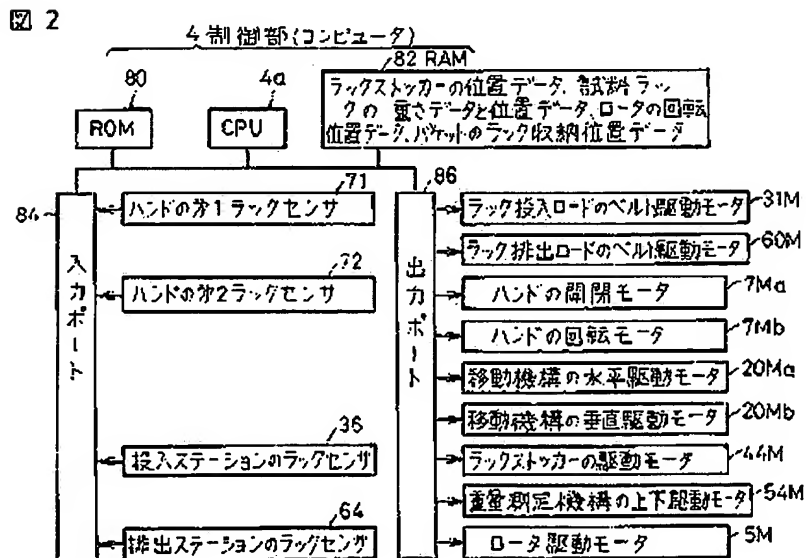 図 2
4 制御部(コンピュータ)
80
4a
82 RAM
ROM
CPU
ラックストッカーの位置データ、試料ラッ
クの 重さデータと位置データ、ロータの回転
位置データ、バケットのラック収納位置データ
84
入力ポート
71
ハンドの第1ラックセンサ
72
ハンドの第2ラックセンサ
36
投入ステーションのラックセンサ
64
排出ステーションのラックセンサ
86
出力ポート
ラック投入ロードのベルト駆動モータ
31M
ラック排出ロードのベルト駆動モータ
60M
ハンドの開閉モータ
7Ma
ハンドの回転モータ
7Mb
移動機構の水平駆動モータ
20Ma
移動機構の垂直駆動モータ
20Mb
ラックストッカーの駆動モータ
44M
重量測定機構の上下駆動モータ
54M
ロータ駆動モータ
5M